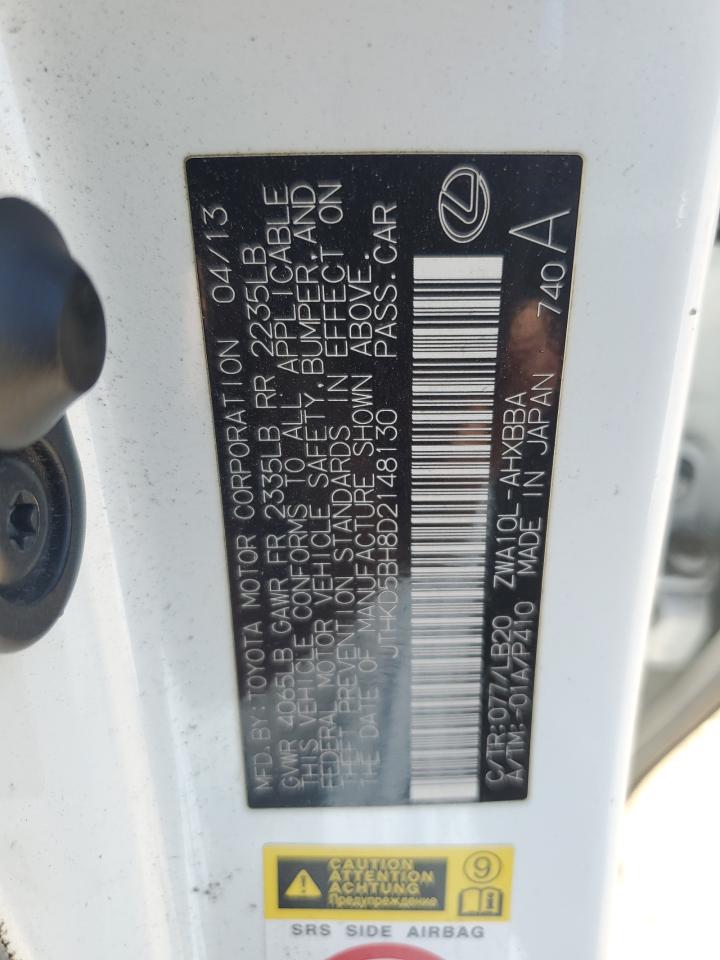 MFD. BY: TOYOTA MOTOR CORPORATION 04/13
GVWR 4065LB GAWR FR 2335LB RR 2235LB
THIS VEHICLE CONFORMS TO ALL APPLICABLE
FEDERAL MOTOR VEHICLE SAFETY, BUMPER, AND
THEFT PREVENTION STANDARDS IN EFFECT ON
THE DATE OF MANUFACTURE SHOWN ABOVE.
JTHKD5BH8D2148130 PASS. CAR
C/TR: 077/LB20 ZWA10L-AHXBBA
A/TM: -01A/P410 MADE IN JAPAN 740 A
CAUTION
ATTENTION
ACHTUNG
Предупреждение
9
i
SRS SIDE AIRBAG